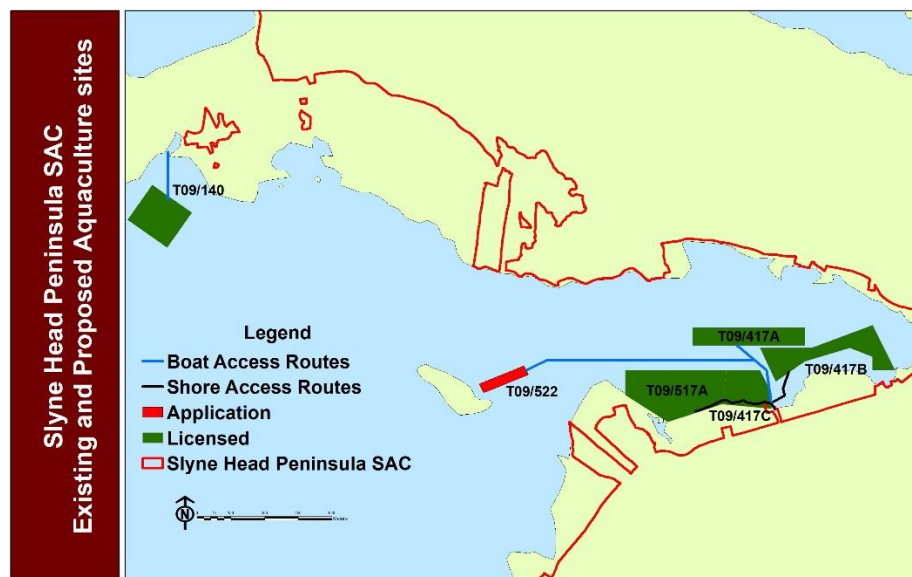 Slyne Head Peninsula SAC
Existing and Proposed Aquaculture sites
T09/140
Legend
Boat Access Routes
Shore Access Routes
Application
Licensed
Slyne Head Peninsula SAC
T09/417A
T09/417B
T09/522
T09/517A
T09/417C
N